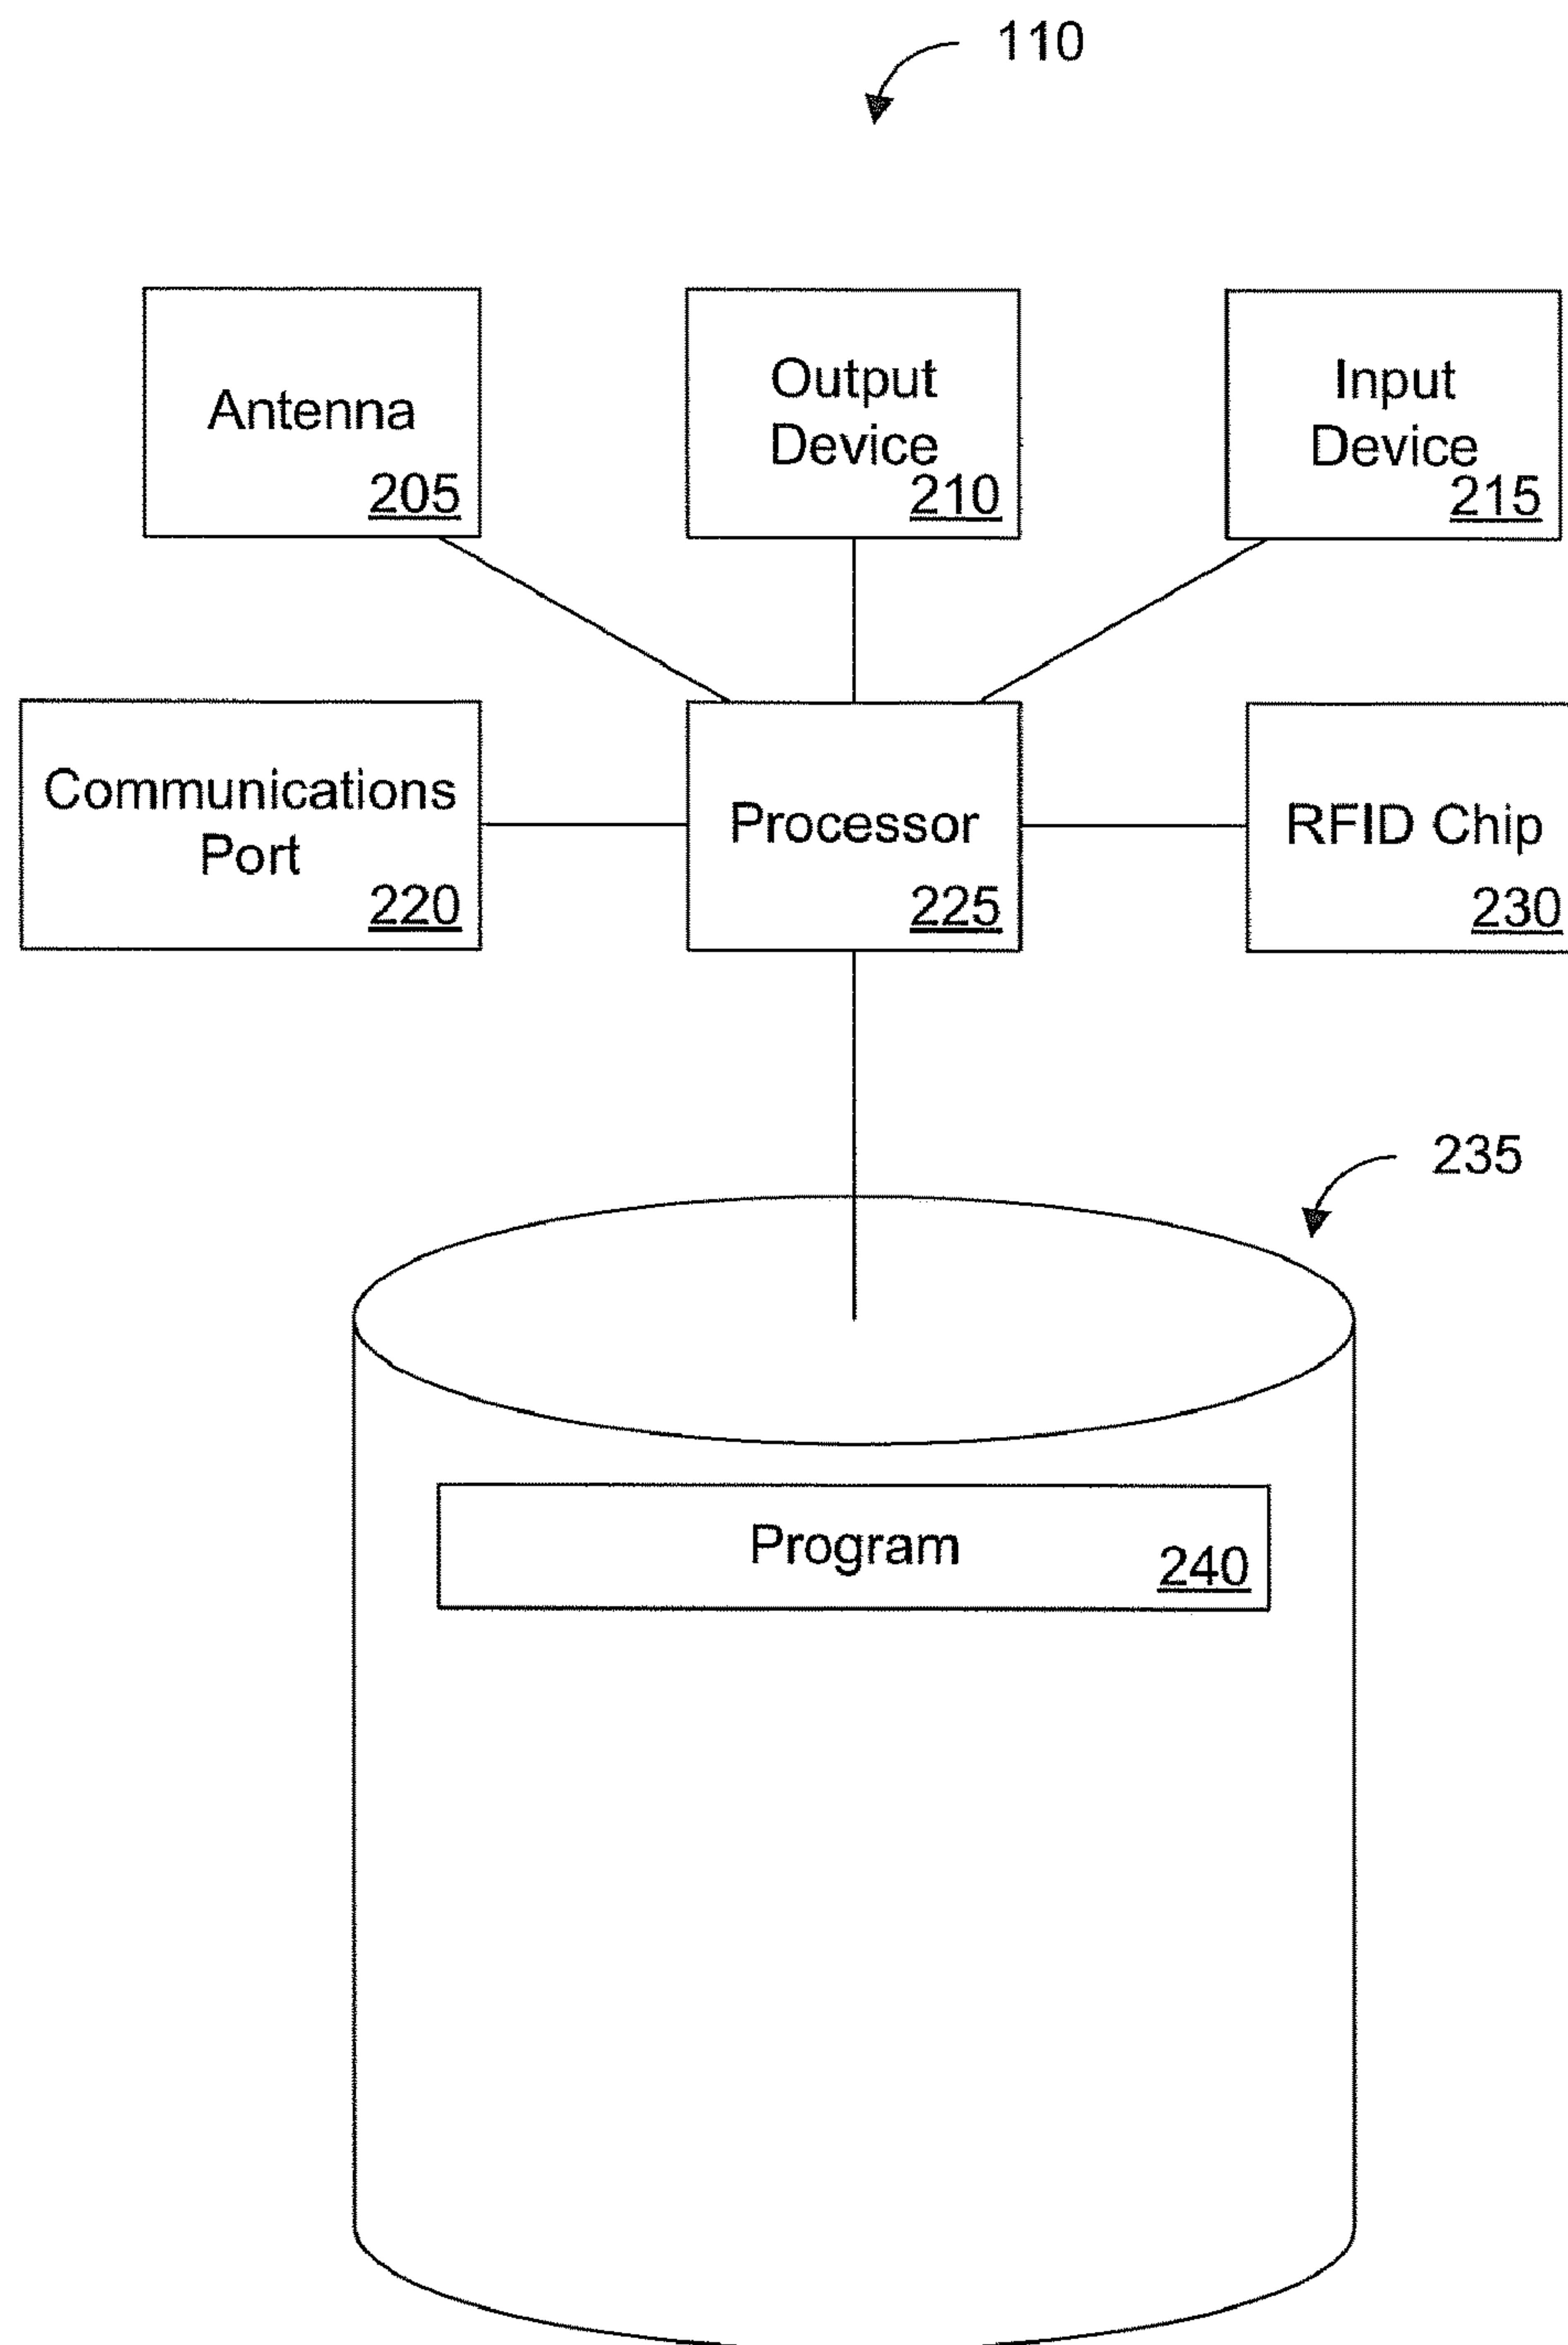 110
Antenna
205
Output
Device
210
Input
Device
215
Communications
Port
220
Processor
225
RFID Chip
230
235
Program
240